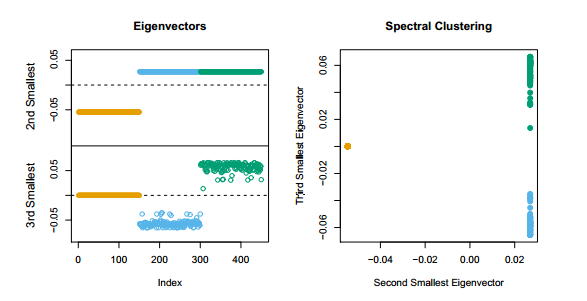 Eigenvectors
2nd Smallest
0.05
−0.05
3rd Smallest
0.05
−0.05
0
100
200
300
400
Index
Spectral Clustering
Third Smallest Eigenvector
0.06
0.02
−0.02
−0.06
−0.04
−0.02
0.00
0.02
Second Smallest Eigenvector